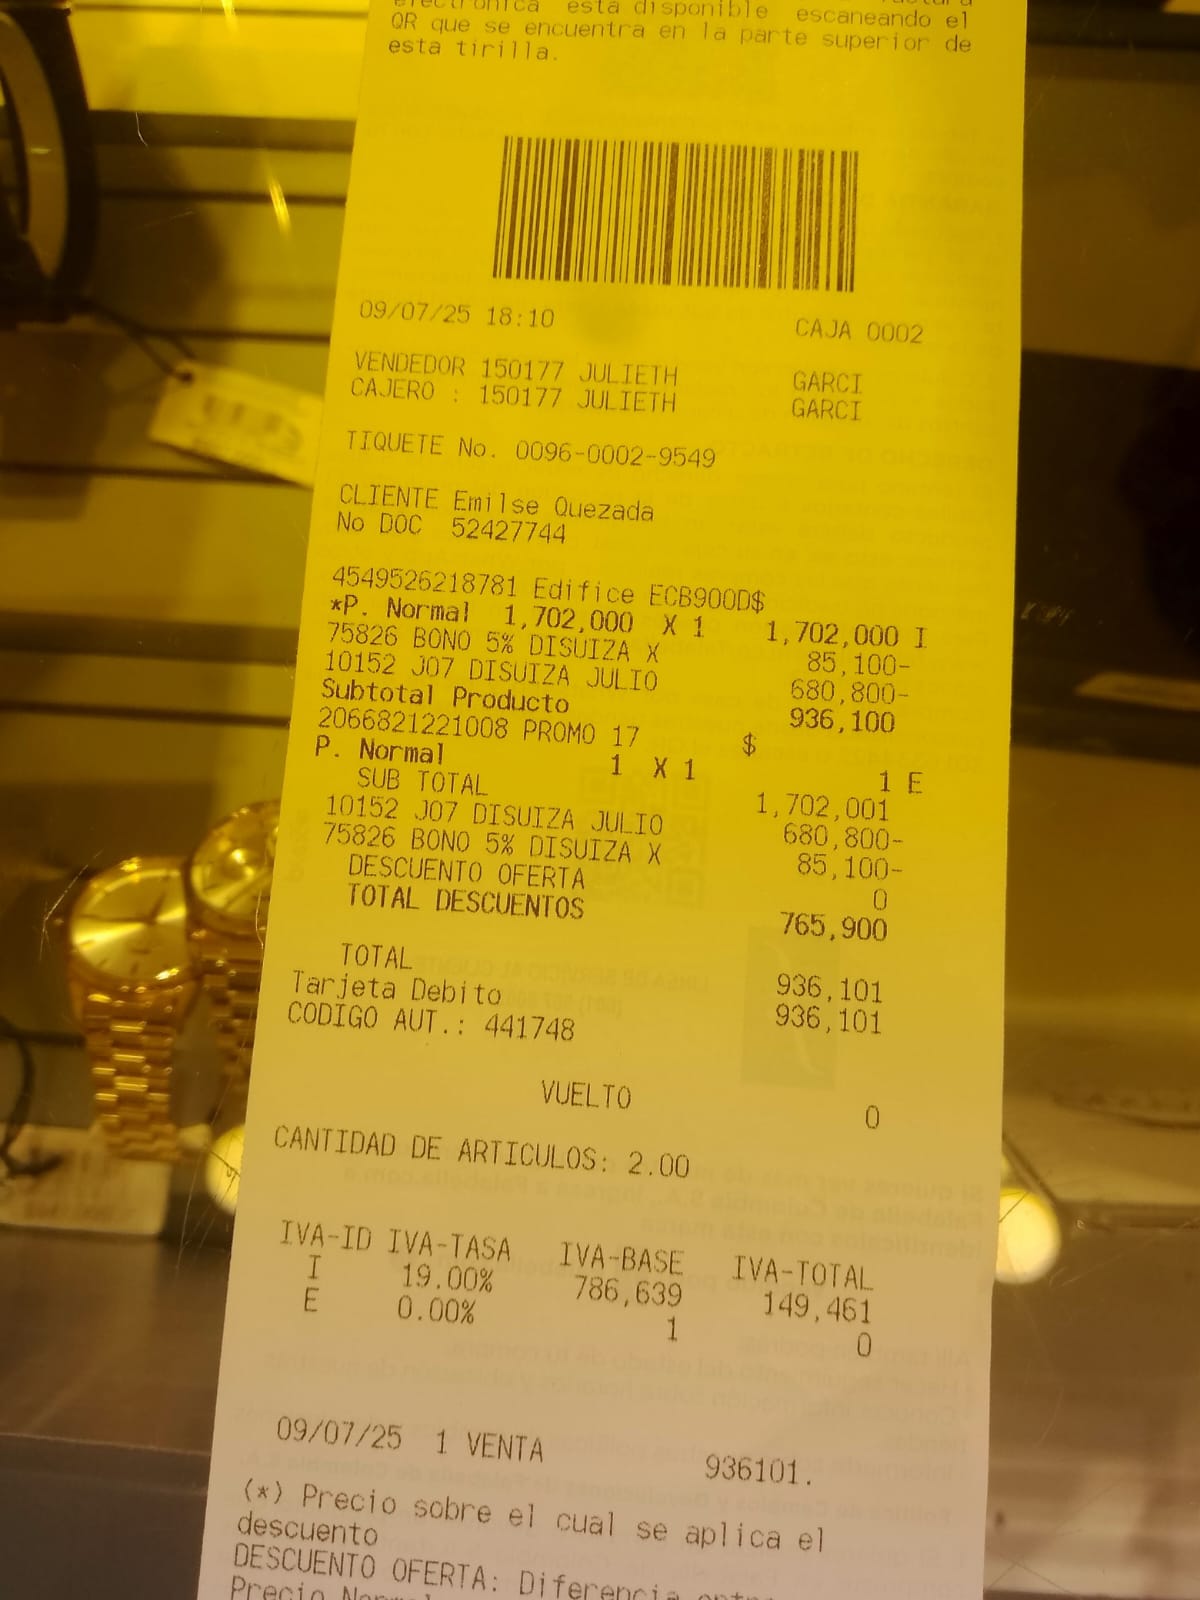 electrónica está disponible escaneando el
QR que se encuentra en la parte superior de
esta tirilla.
09/07/25 18:10 CAJA 0002
VENDEDOR 150177 JULIETH GARCI
CAJERO : 150177 JULIETH GARCI
TIQUETE No. 0096-0002-9549
CLIENTE Emilse Quezada
No DOC 52427744
4549526218781 Edifice ECB900D$
*P. Normal 1,702,000 X 1 1,702,000 I
75826 BONO 5% DISUIZA X 85,100-
10152 J07 DISUIZA JULIO 680,800-
Subtotal Producto 936,100
2066821221008 PROMO 17 $
P. Normal 1 X 1 1 E
SUB TOTAL 1,702,001
10152 J07 DISUIZA JULIO 680,800-
75826 BONO 5% DISUIZA X 85,100-
DESCUENTO OFERTA 0
TOTAL DESCUENTOS 765,900
TOTAL 936,101
Tarjeta Debito 936,101
CODIGO AUT.: 441748
VUELTO 0
CANTIDAD DE ARTICULOS: 2.00
IVA-ID IVA-TASA IVA-BASE IVA-TOTAL
I 19.00% 786,639 149,461
E 0.00% 1 0
09/07/25 1 VENTA 936101.
(*) Precio sobre el cual se aplica el
descuento
DESCUENTO OFERTA: Diferencia entre
Precio Normal